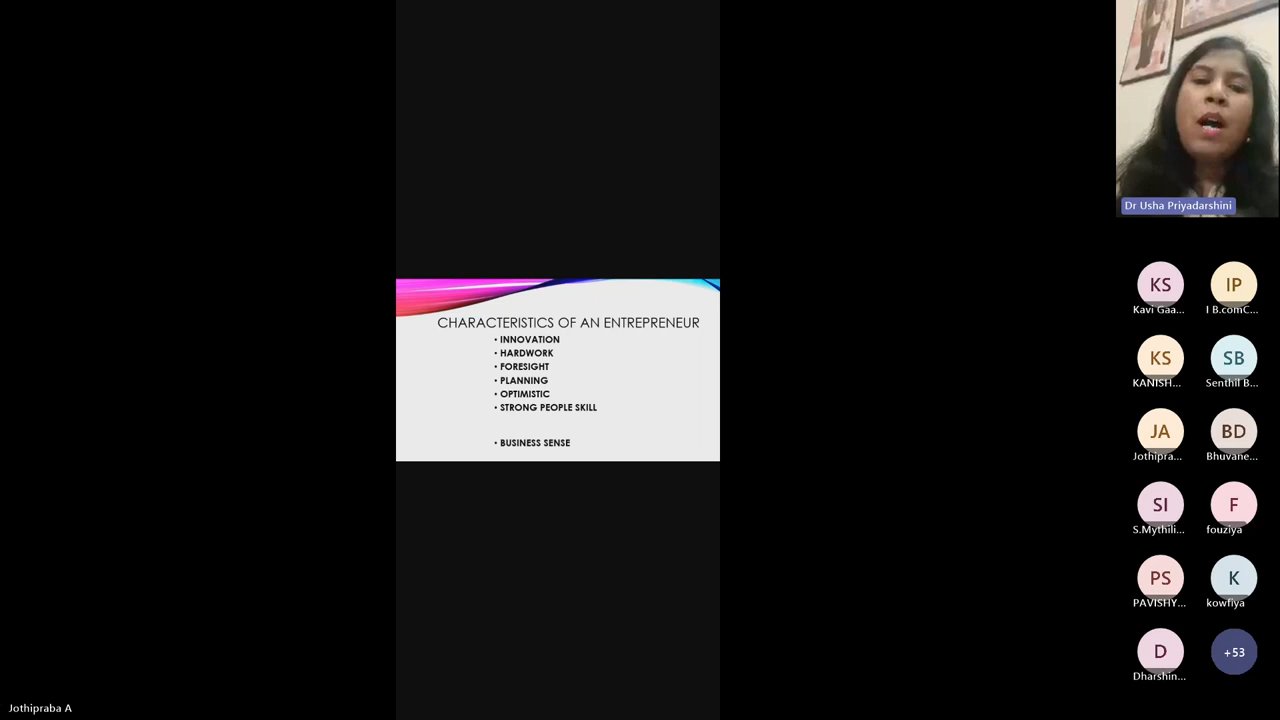 CHARACTERISTICS OF AN ENTREPRENEUR
• INNOVATION
• HARDWORK
• FORESIGHT
• PLANNING
• OPTIMISTIC
• STRONG PEOPLE SKILL
• BUSINESS SENSE
Dr Usha Priyadarshini
KS IP
Kavi Gaa... I B.comC...
KS SB
KANISH... Senthil B...
JA BD
Jothipra... Bhuvane...
SI F
S.Mythili... fouziya
PS K
PAVISHY... kowfiya
D +53
Dharshin...
Jothipraba A